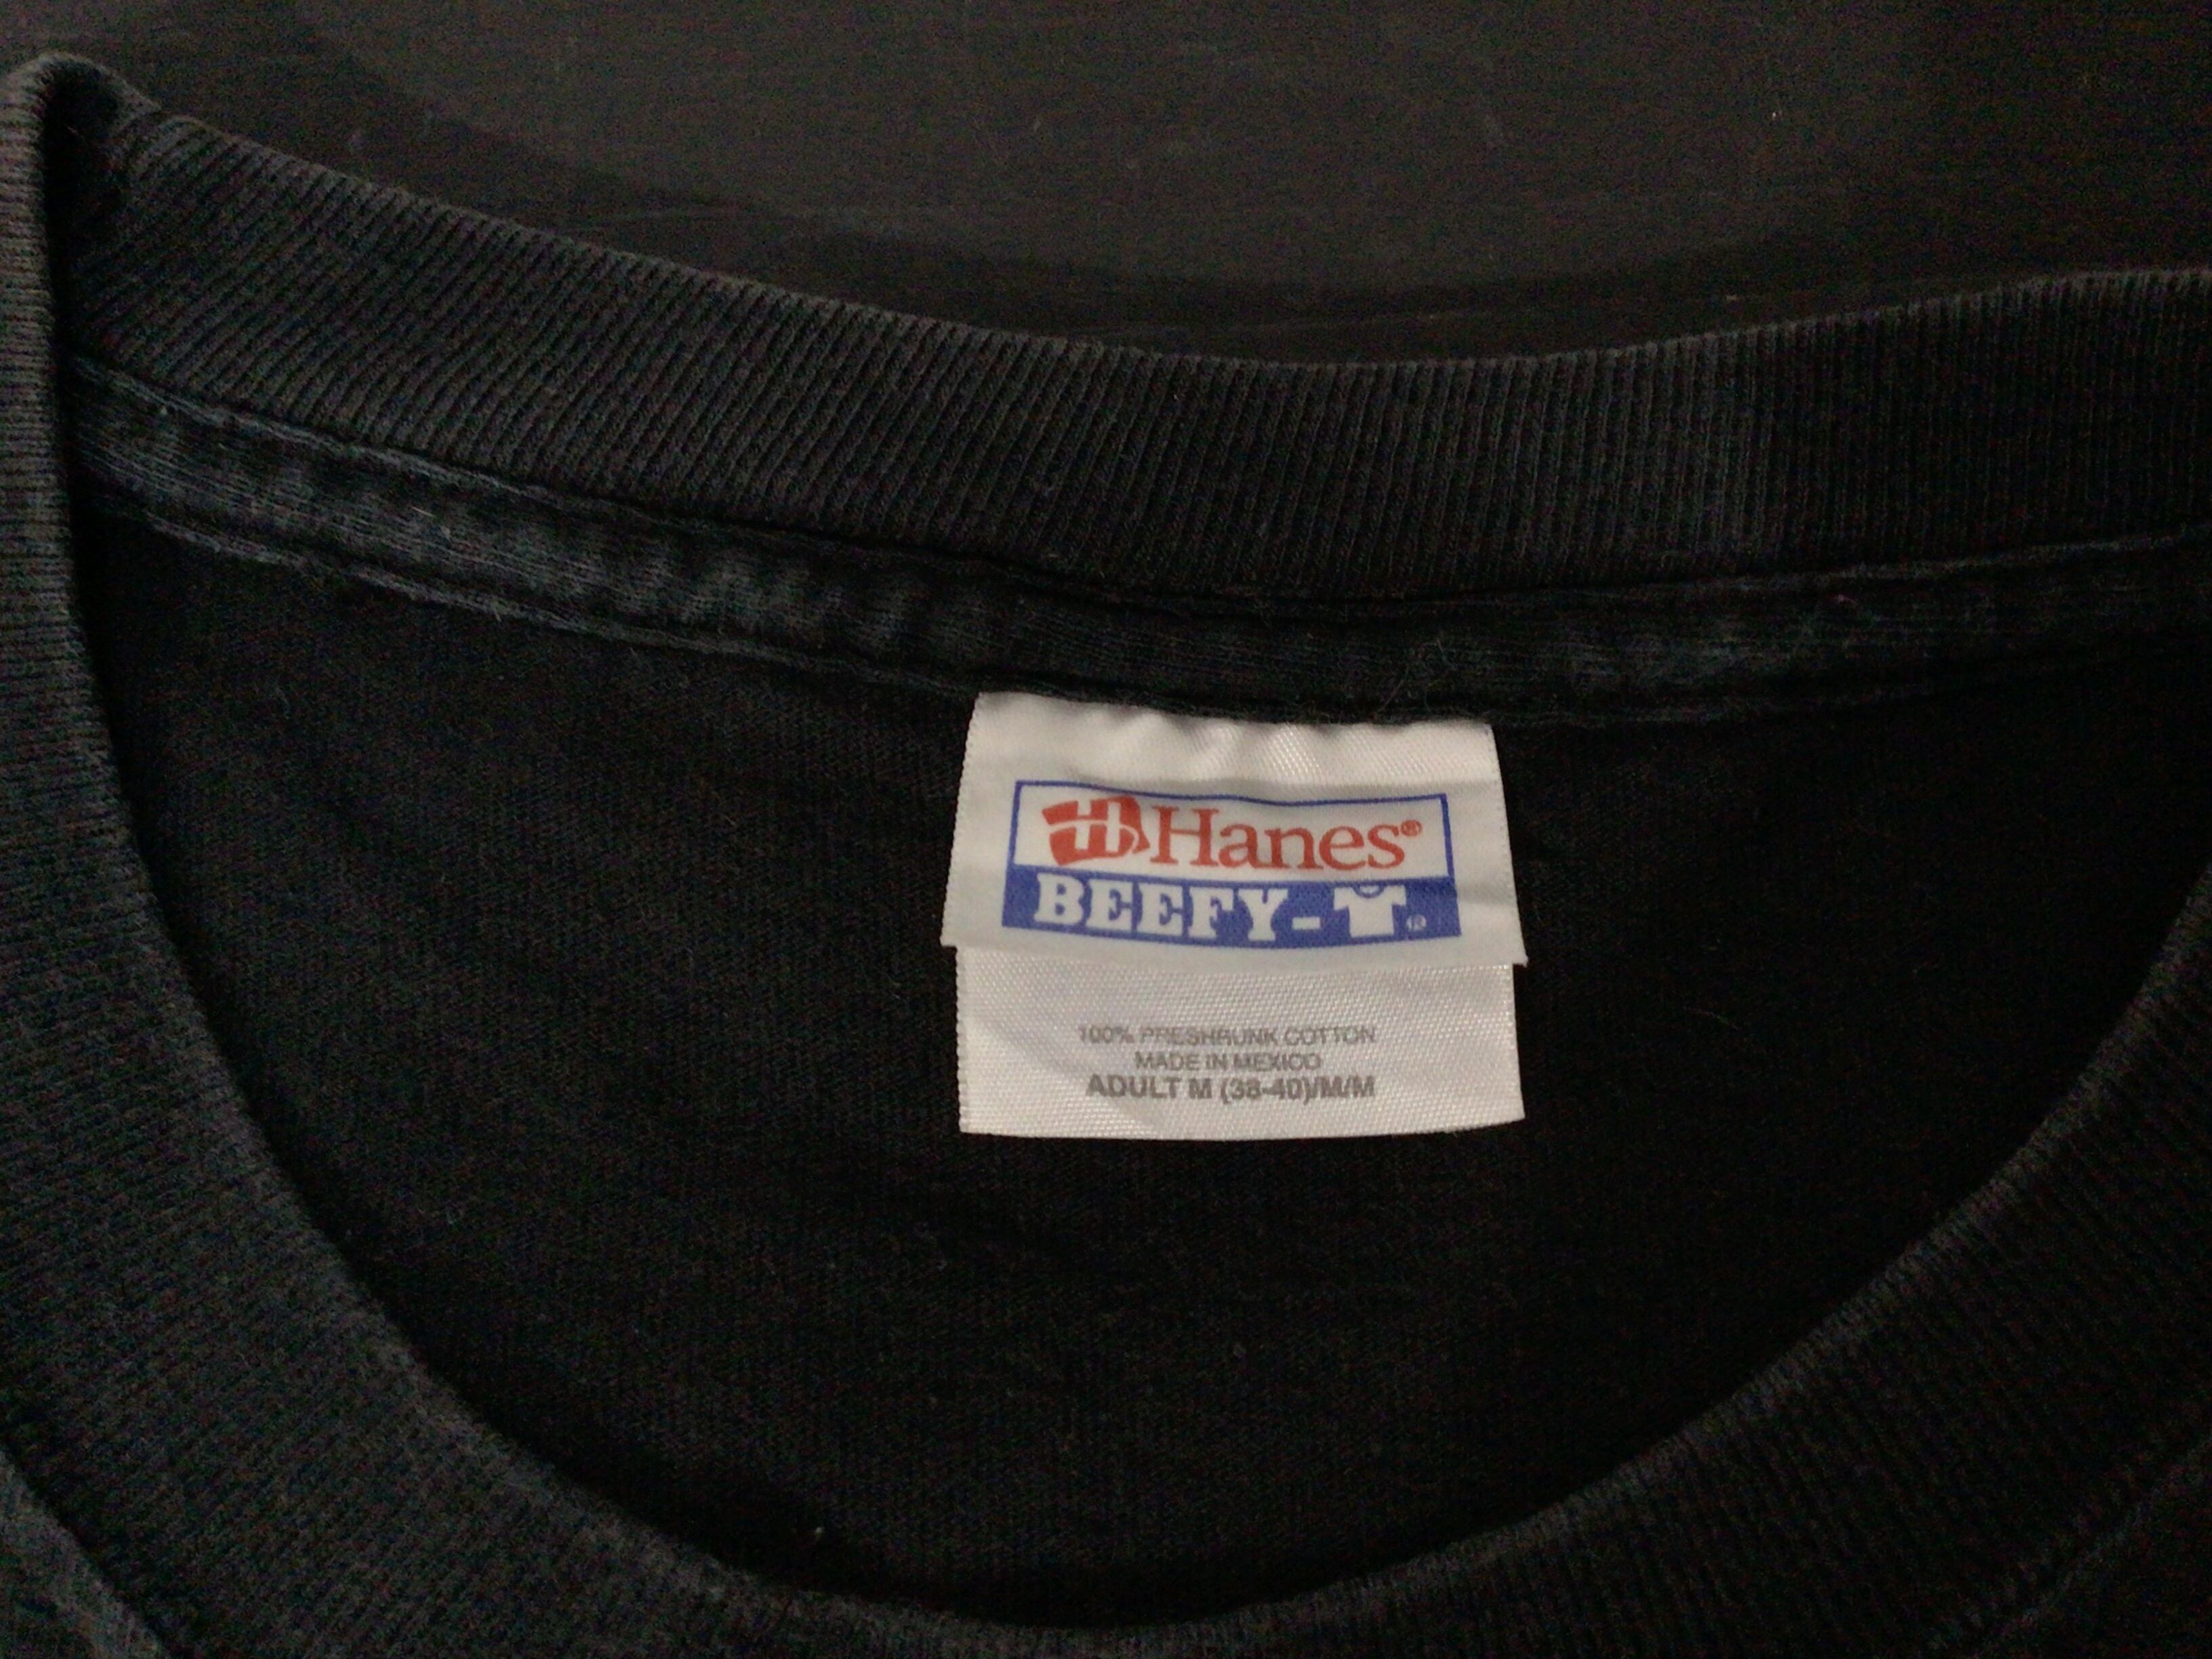 Hanes®
BEEFY-T®
100% PRESHRUNK COTTON
MADE IN MEXICO
ADULT M (38-40)/M/M